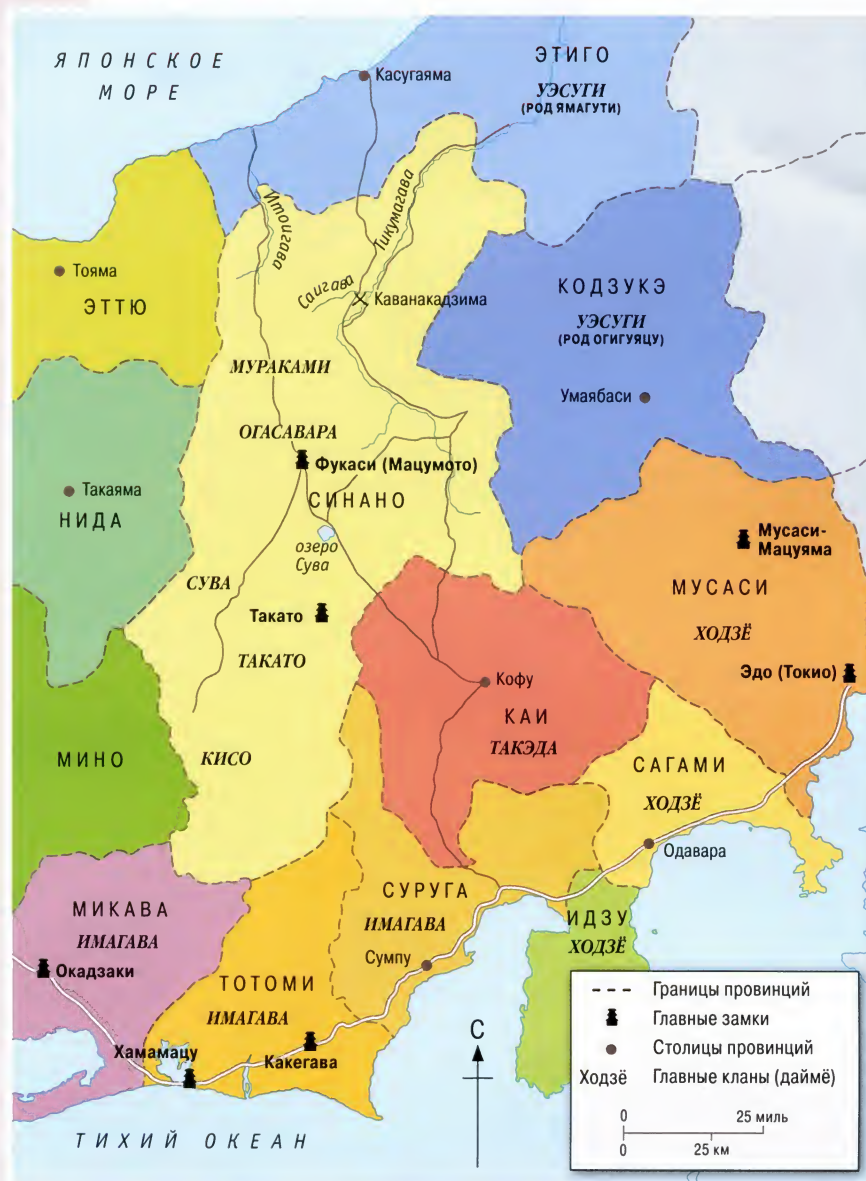 ЯПОНСКОЕ
МОРЕ
Касугаяма
ЭТИГО
УЭСУГИ
(РОД ЯМАГУТИ)
Итоигава
Тикумагава
Саигава
Каванакадзима
Тояма
ЭТТЮ
КОДЗУКЭ
УЭСУГИ
(РОД ОГИГУЯЦУ)
Умаябаси
МУРАКАМИ
ОГАСАВАРА
Фукаси (Мацумото)
СИНАНО
Такаяма
НИДА
озеро
Сува
Мусаси-
Мацуяма
МУСАСИ
ХОДЗЁ
СУВА
Такато
ТАКАТО
Эдо (Токио)
Кофу
КАИ
ТАКЭДА
МИНО
КИСО
САГАМИ
ХОДЗЁ
Одавара
МИКАВА
ИМАГАВА
СУРУГА
ИМАГАВА
Сумпу
ИДЗУ
ХОДЗЁ
Окадзаки
ТОТОМИ
ИМАГАВА
Хамамацу
Какегава
ТИХИЙ ОКЕАН
С
Границы провинций
Главные замки
Столицы провинций
Ходзё Главные кланы (даймё)
0 25 миль
0 25 км